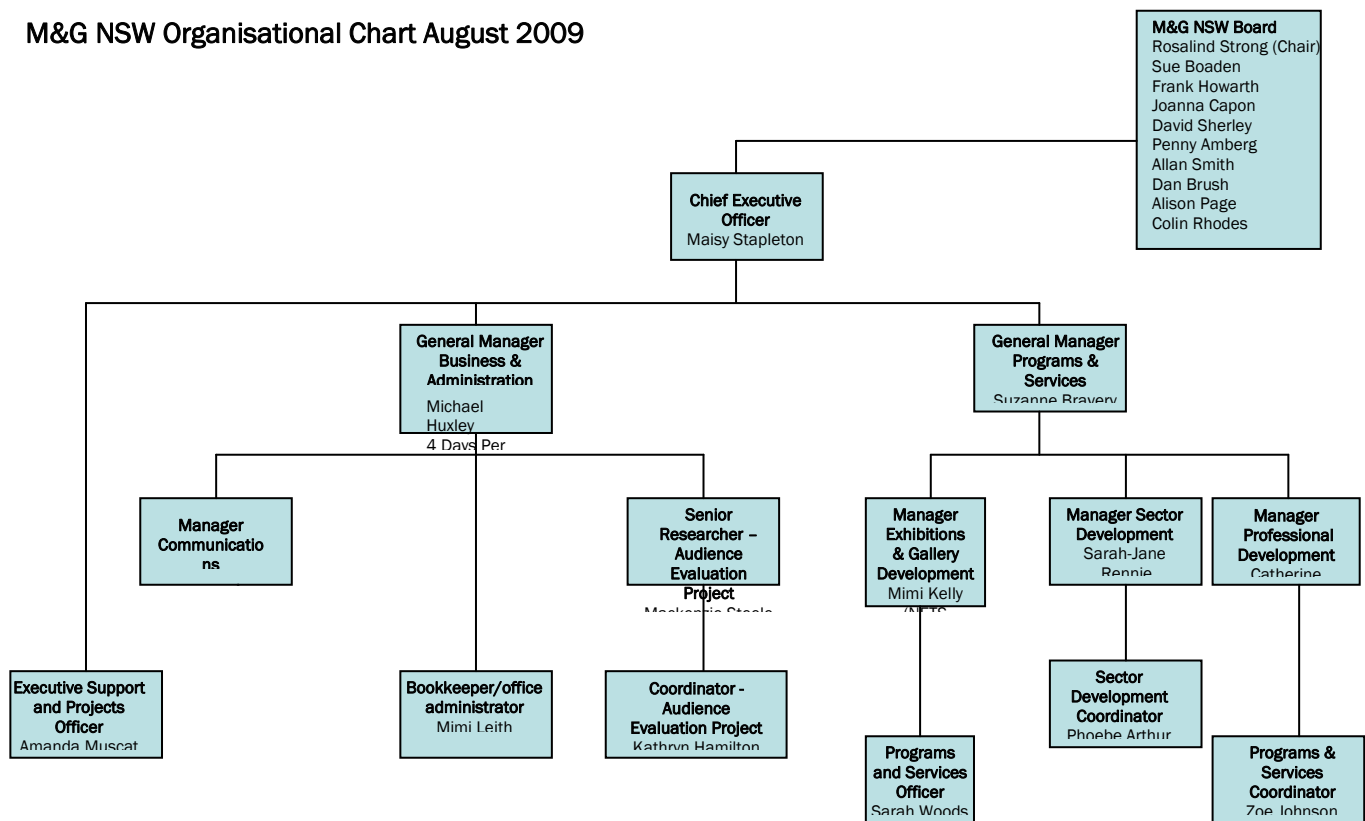 M&G NSW Organisational Chart August 2009
M&G NSW Board
Rosalind Strong (Chair)
Sue Boaden
Frank Howarth
Joanna Capon
David Sherley
Penny Amberg
Allan Smith
Dan Brush
Alison Page
Colin Rhodes
Chief Executive
Officer
Maisy Stapleton
General Manager
Business &
Administration
Michael
Huxley
4 Days Per
General Manager
Programs &
Services
Suzanne Bravery
Manager
Communicatio
ns
Senior
Researcher –
Audience
Evaluation
Project
Mackenzie Steele
Manager
Exhibitions
& Gallery
Development
Mimi Kelly
(NETS
Manager Sector
Development
Sarah-Jane
Rennie
Manager
Professional
Development
Catherine
Executive Support
and Projects
Officer
Amanda Muscat
Bookkeeper/office
administrator
Mimi Leith
Coordinator -
Audience
Evaluation Project
Kathryn Hamilton
Sector
Development
Coordinator
Phoebe Arthur
Programs
and Services
Officer
Sarah Woods
Programs &
Services
Coordinator
Zoe Johnson